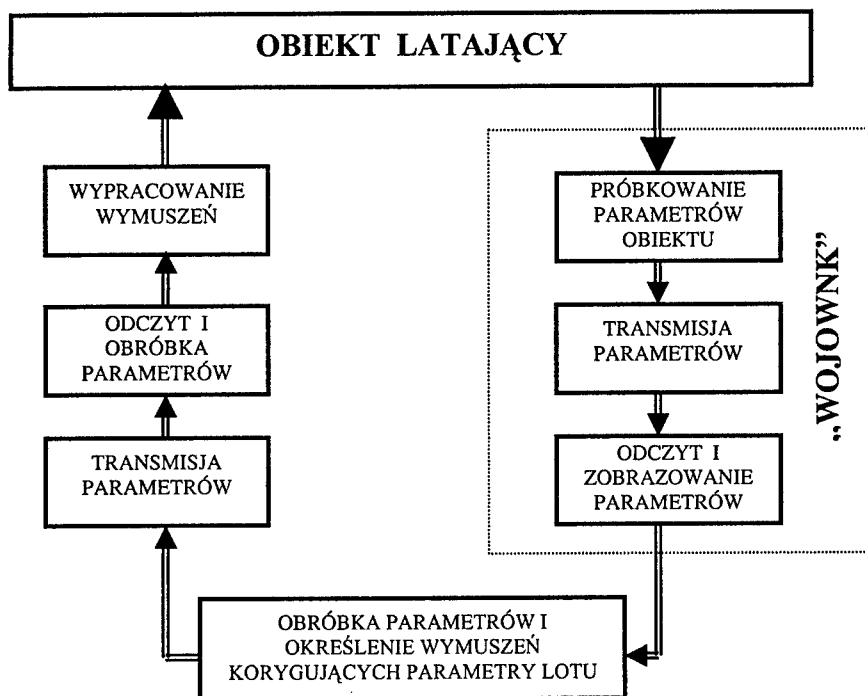 OBIEKT LATAJĄCY
WYPRACOWANIE
WYMUSZEŃ
ODCZYT I
OBRÓBKA
PARAMETRÓW
TRANSMISJA
PARAMETRÓW
PRÓBKOWANIE
PARAMETRÓW
OBIEKTU
TRANSMISJA
PARAMETRÓW
ODCZYT I
ZOBRAZOWANIE
PARAMETRÓW
„WOJOWNK”
OBRÓBKA PARAMETRÓW I
OKREŚLENIE WYMUSZEŃ
KORYGUJĄCYCH PARAMETRY LOTU